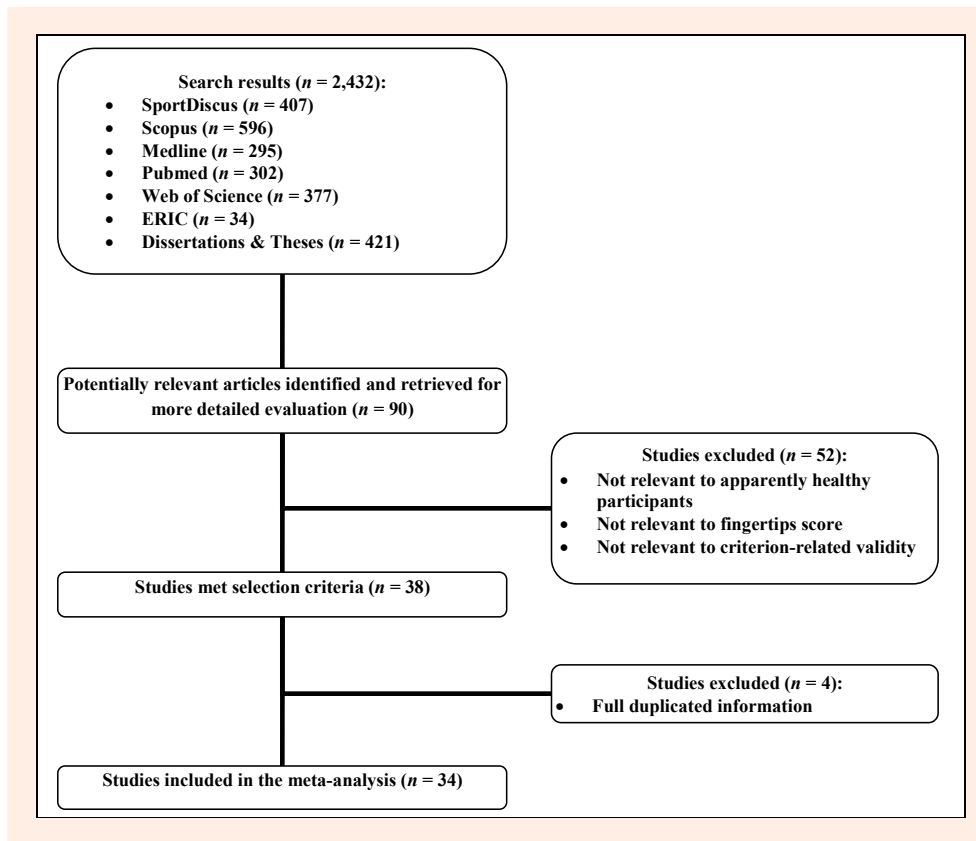 Search results (n = 2,432):
• SportDiscus (n = 407)
• Scopus (n = 596)
• Medline (n = 295)
• Pubmed (n = 302)
• Web of Science (n = 377)
• ERIC (n = 34)
• Dissertations & Theses (n = 421)
Potentially relevant articles identified and retrieved for
more detailed evaluation (n = 90)
Studies excluded (n = 52):
• Not relevant to apparently healthy
participants
• Not relevant to fingertips score
• Not relevant to criterion-related validity
Studies met selection criteria (n = 38)
Studies excluded (n = 4):
• Full duplicated information
Studies included in the meta-analysis (n = 34)